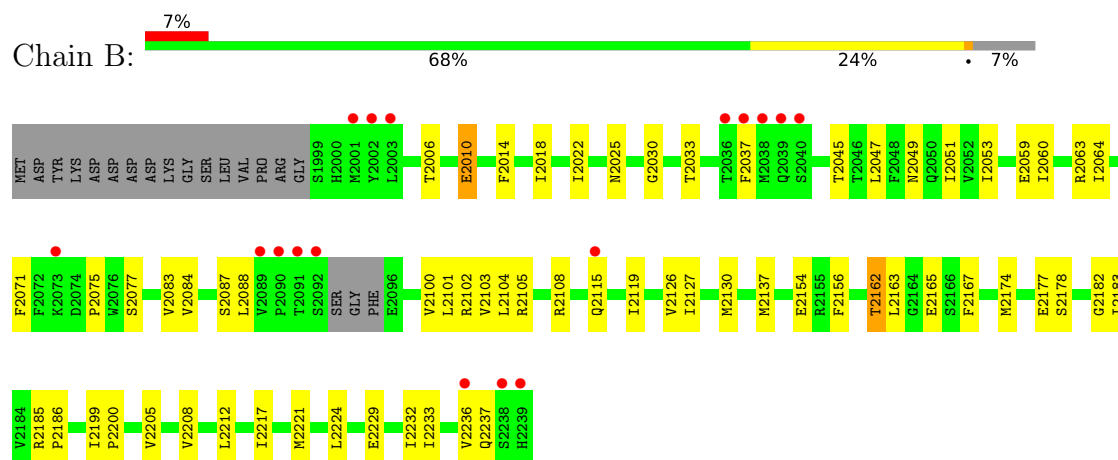 7%
Chain B:
68% 24% • 7%
MET ASP TYR LYS ASP ASP ASP ASP LYS GLY SER LEU VAL PRO ARG GLY S1999 H2000 M2001 Y2002 L2003 T2006 E2010 F2014 I2018 I2022 N2025 G2030 T2033 T2036 F2037 M2038 Q2039 S2040 T2045 T2046 L2047 F2048 N2049 Q2050 I2051 V2052 I2053 E2059 I2060 R2063 I2064
F2071 F2072 K2073 D2074 P2075 W2076 S2077 V2083 V2084 S2087 L2088 V2089 P2090 T2091 S2092 SER GLY PHE E2096 V2100 L2101 R2102 V2103 L2104 R2105 R2108 Q2115 I2119 V2126 I2127 M2130 M2137 E2154 R2155 F2156 T2162 L2163 G2164 E2165 S2166 F2167 M2174 E2177 S2178 G2182 I2183
V2184 R2185 P2186 I2199 P2200 V2205 V2208 L2212 I2217 M2221 L2224 E2229 I2232 I2233 V2236 Q2237 S2238 H2239